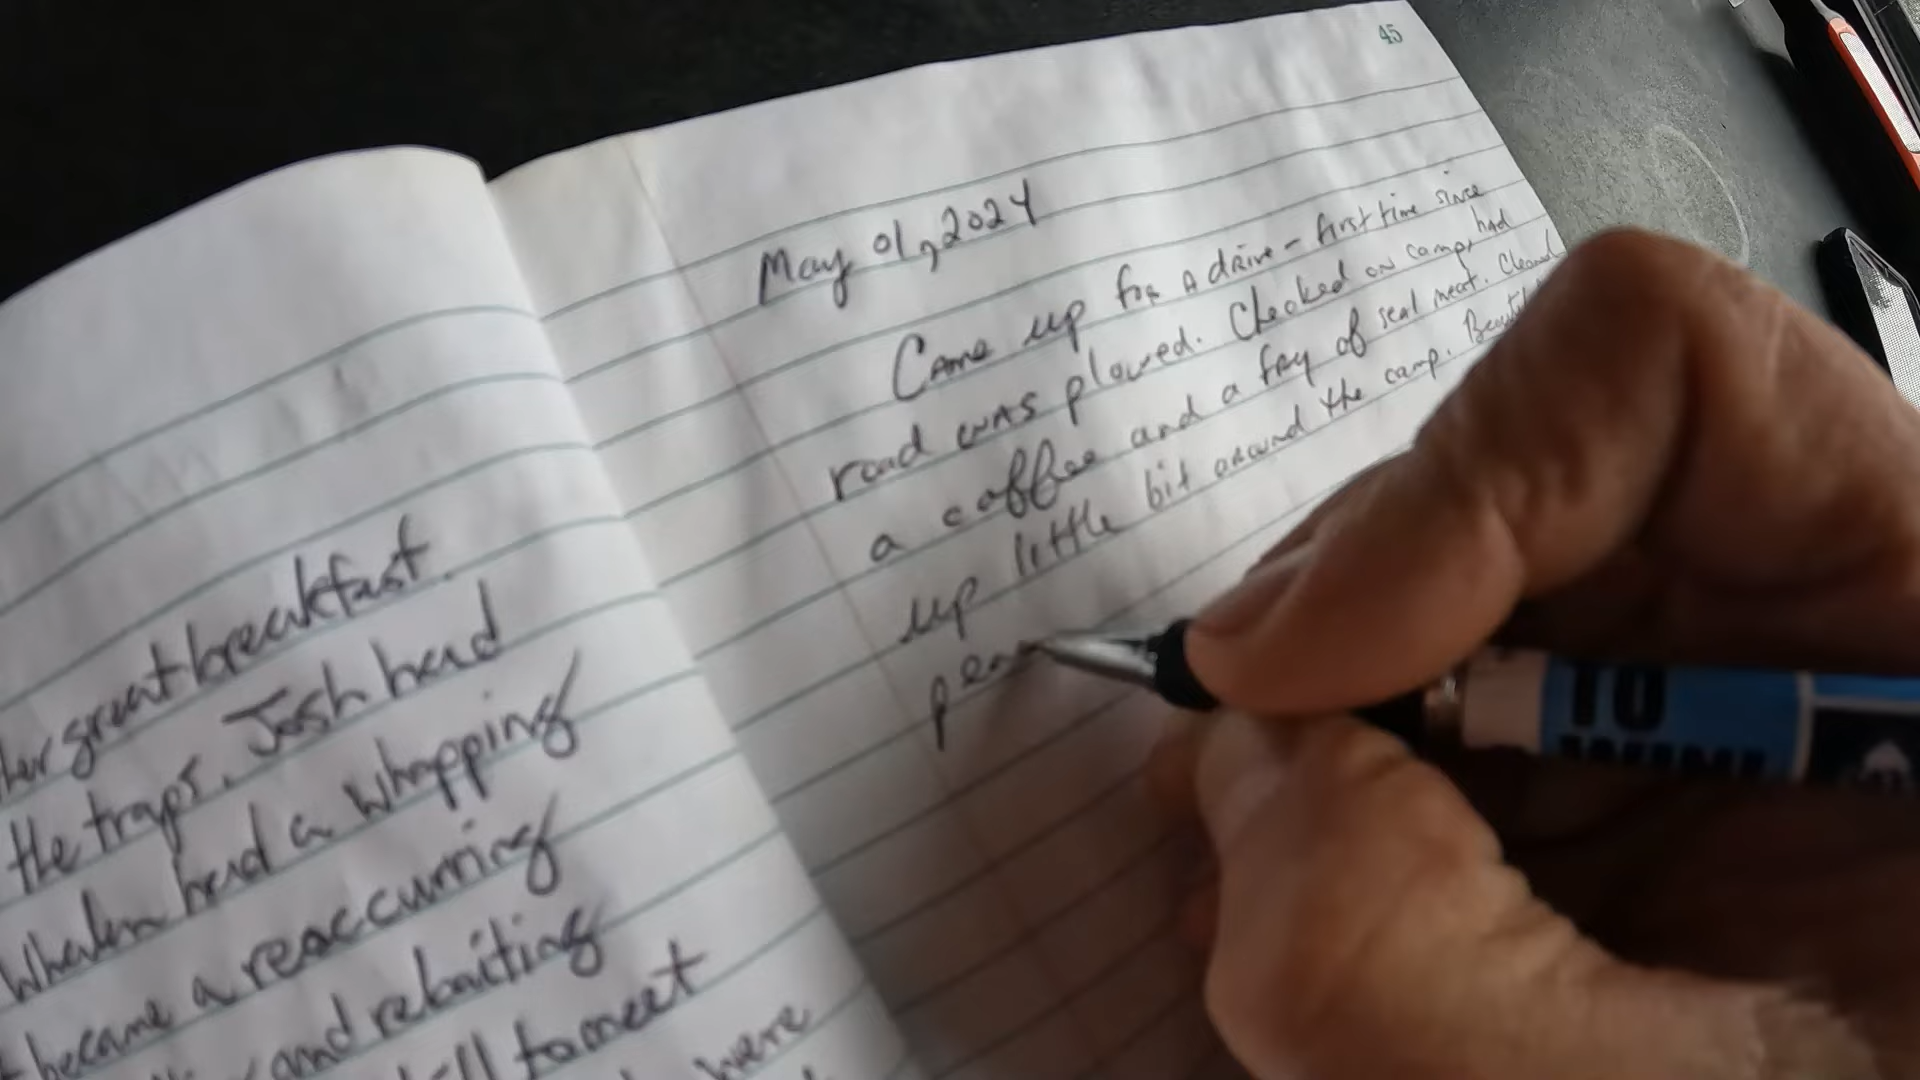 45
May 01, 2024
Came up for a drive - first time since
road was plowed. Checked on camp, had
a coffee and a fry of seal meat. Cleaned
up little bit around the camp.
great breakfast.
the traps. Josh had
Whalen had a whopping
became a reaccurring
and rebaiting
to meet
were
TO